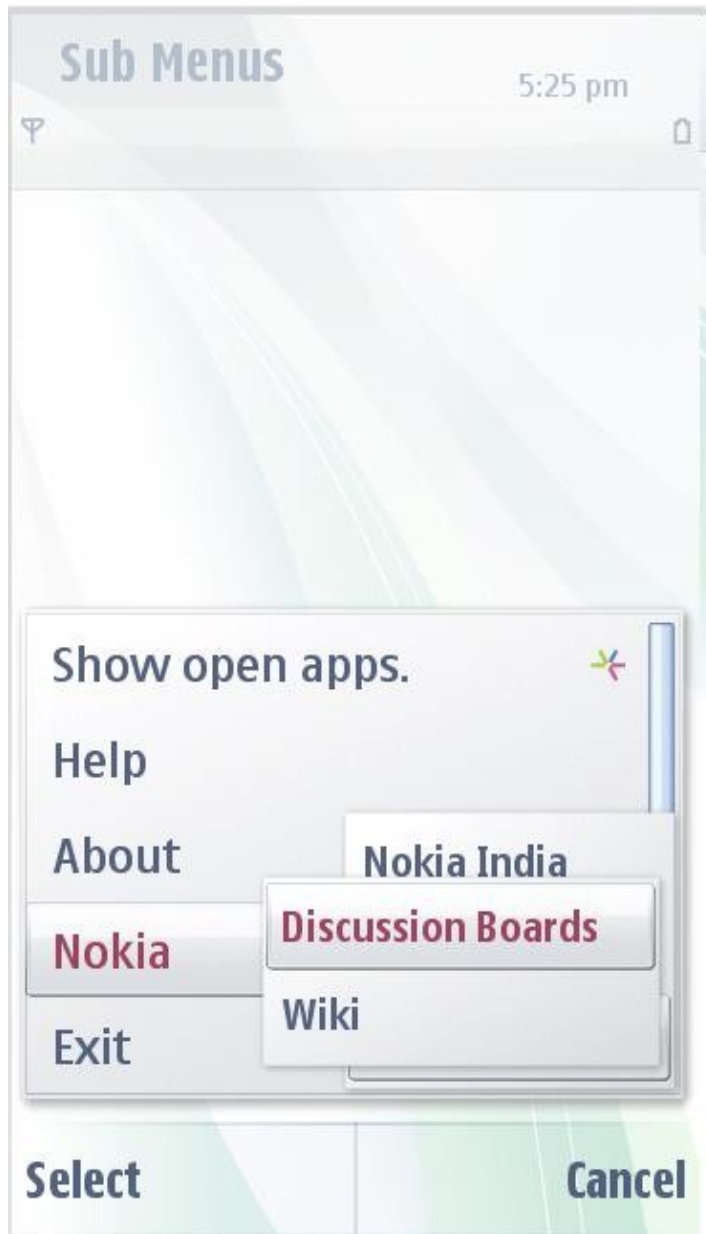 Sub Menus
5:25 pm
Show open apps.
Help
About
Nokia India
Nokia
Discussion Boards
Wiki
Exit
Select
Cancel